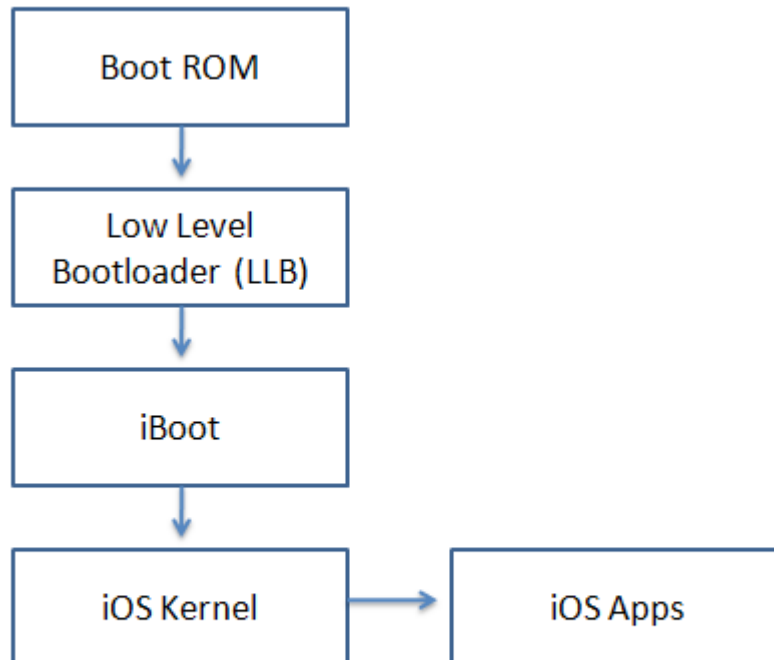 Boot ROM
Low Level
Bootloader (LLB)
iBoot
iOS Kernel
iOS Apps